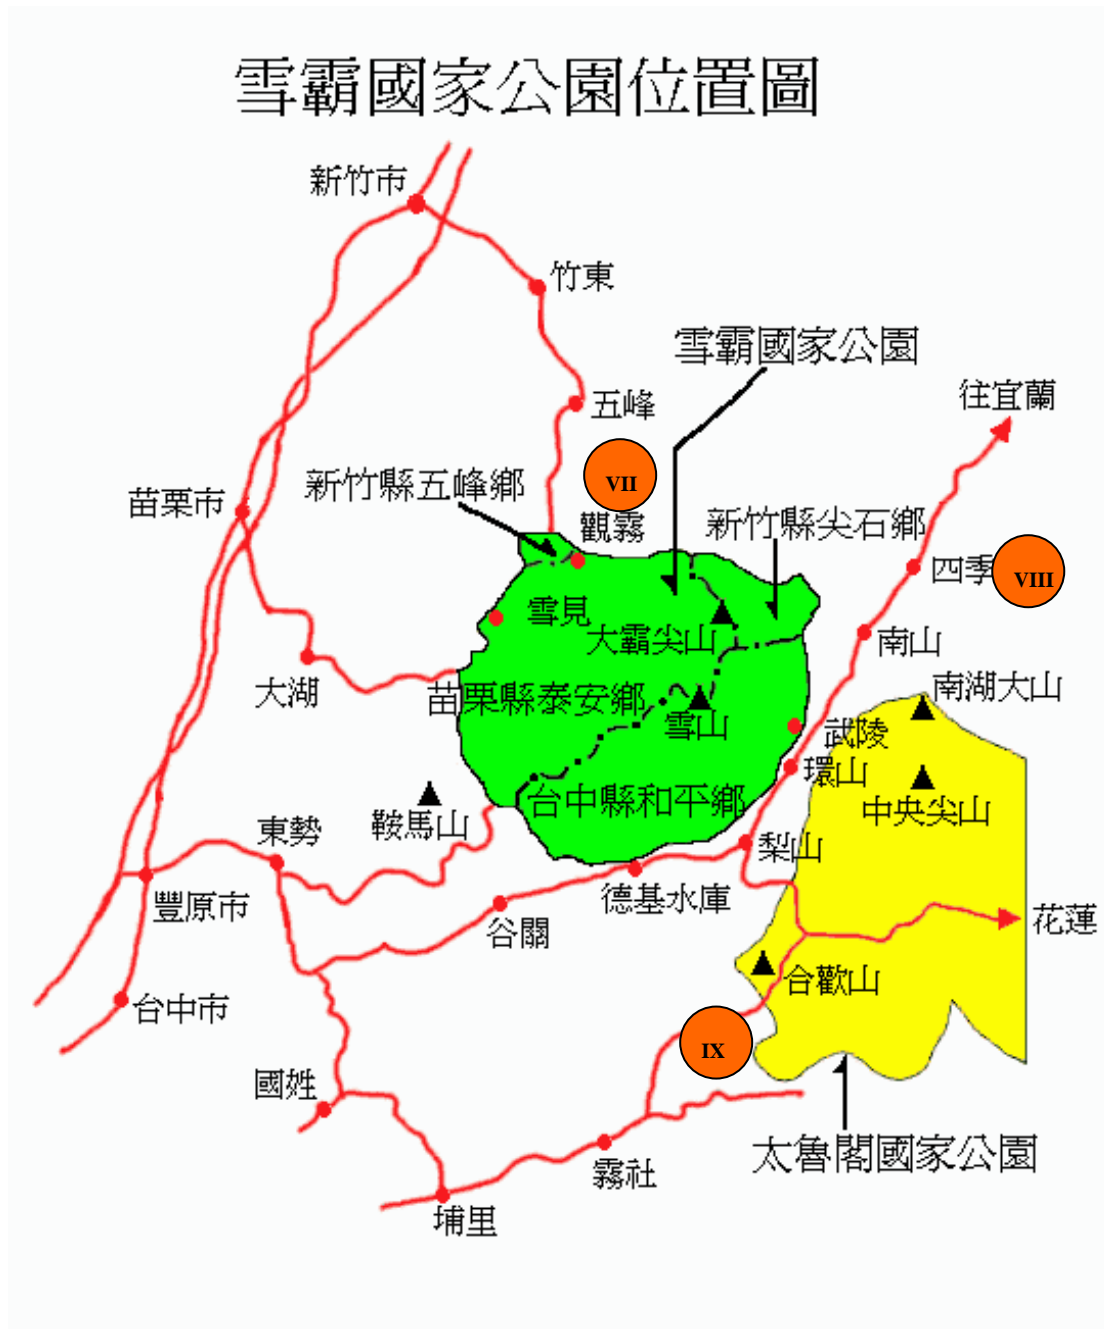 雪霸國家公園位置圖
新竹市
竹東
雪霸國家公園
往宜蘭
五峰
VII
新竹縣五峰鄉
苗栗市
觀霧
新竹縣尖石鄉
四季
VIII
雪見
大霸尖山
南山
大湖
苗栗縣泰安鄉
南湖大山
雪山
武陵
環山
台中縣和平鄉
中央尖山
鞍馬山
東勢
梨山
豐原市
德基水庫
谷關
花蓮
合歡山
台中市
IX
國姓
太魯閣國家公園
霧社
埔里